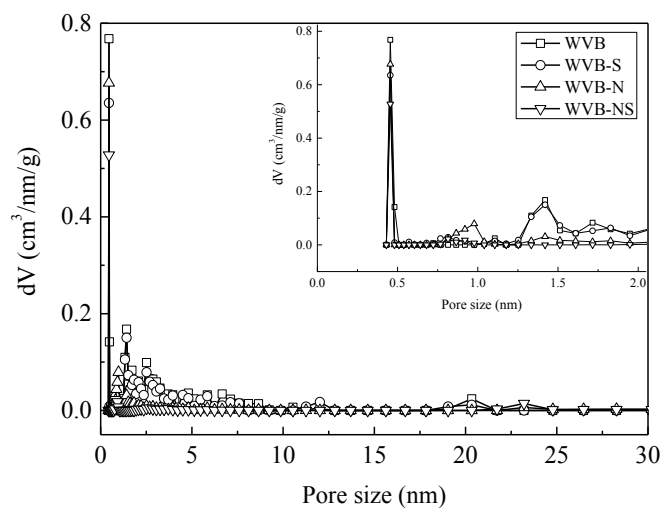 0.8
0.6
0.4
0.2
0.0
dV (cm³/nm/g)
0 5 10 15 20 25 30
Pore size (nm)
0.8
0.6
0.4
0.2
0.0
dV (cm³/nm/g)
0.0 0.5 1.0 1.5 2.0
Pore size (nm)
WVB
WVB-S
WVB-N
WVB-NS